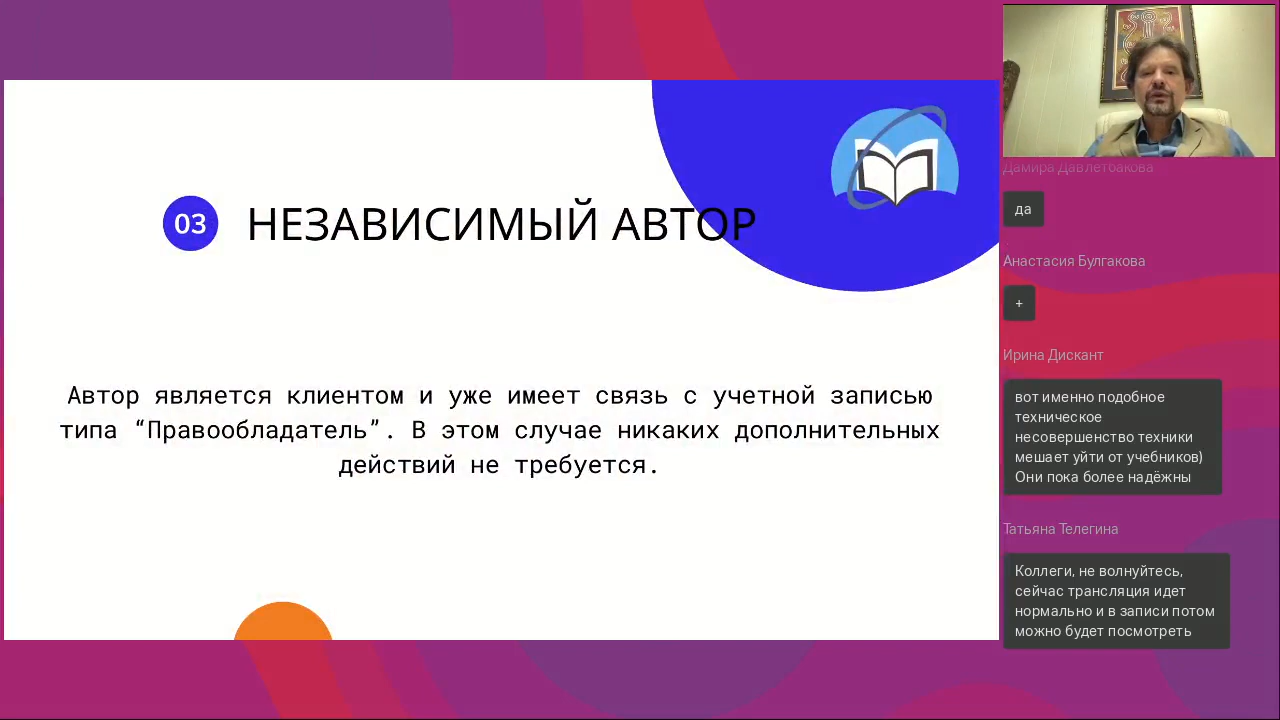 03
НЕЗАВИСИМЫЙ АВТОР
Автор является клиентом и уже имеет связь с учетной записью
типа “Правообладатель”. В этом случае никаких дополнительных
действий не требуется.
Дамира Давлетбакова
да
Анастасия Булгакова
+
Ирина Дискант
вот именно подобное
техническое
несовершенство техники
мешает уйти от учебников)
Они пока более надёжны
Татьяна Телегина
Коллеги, не волнуйтесь,
сейчас трансляция идет
нормально и в записи потом
можно будет посмотреть